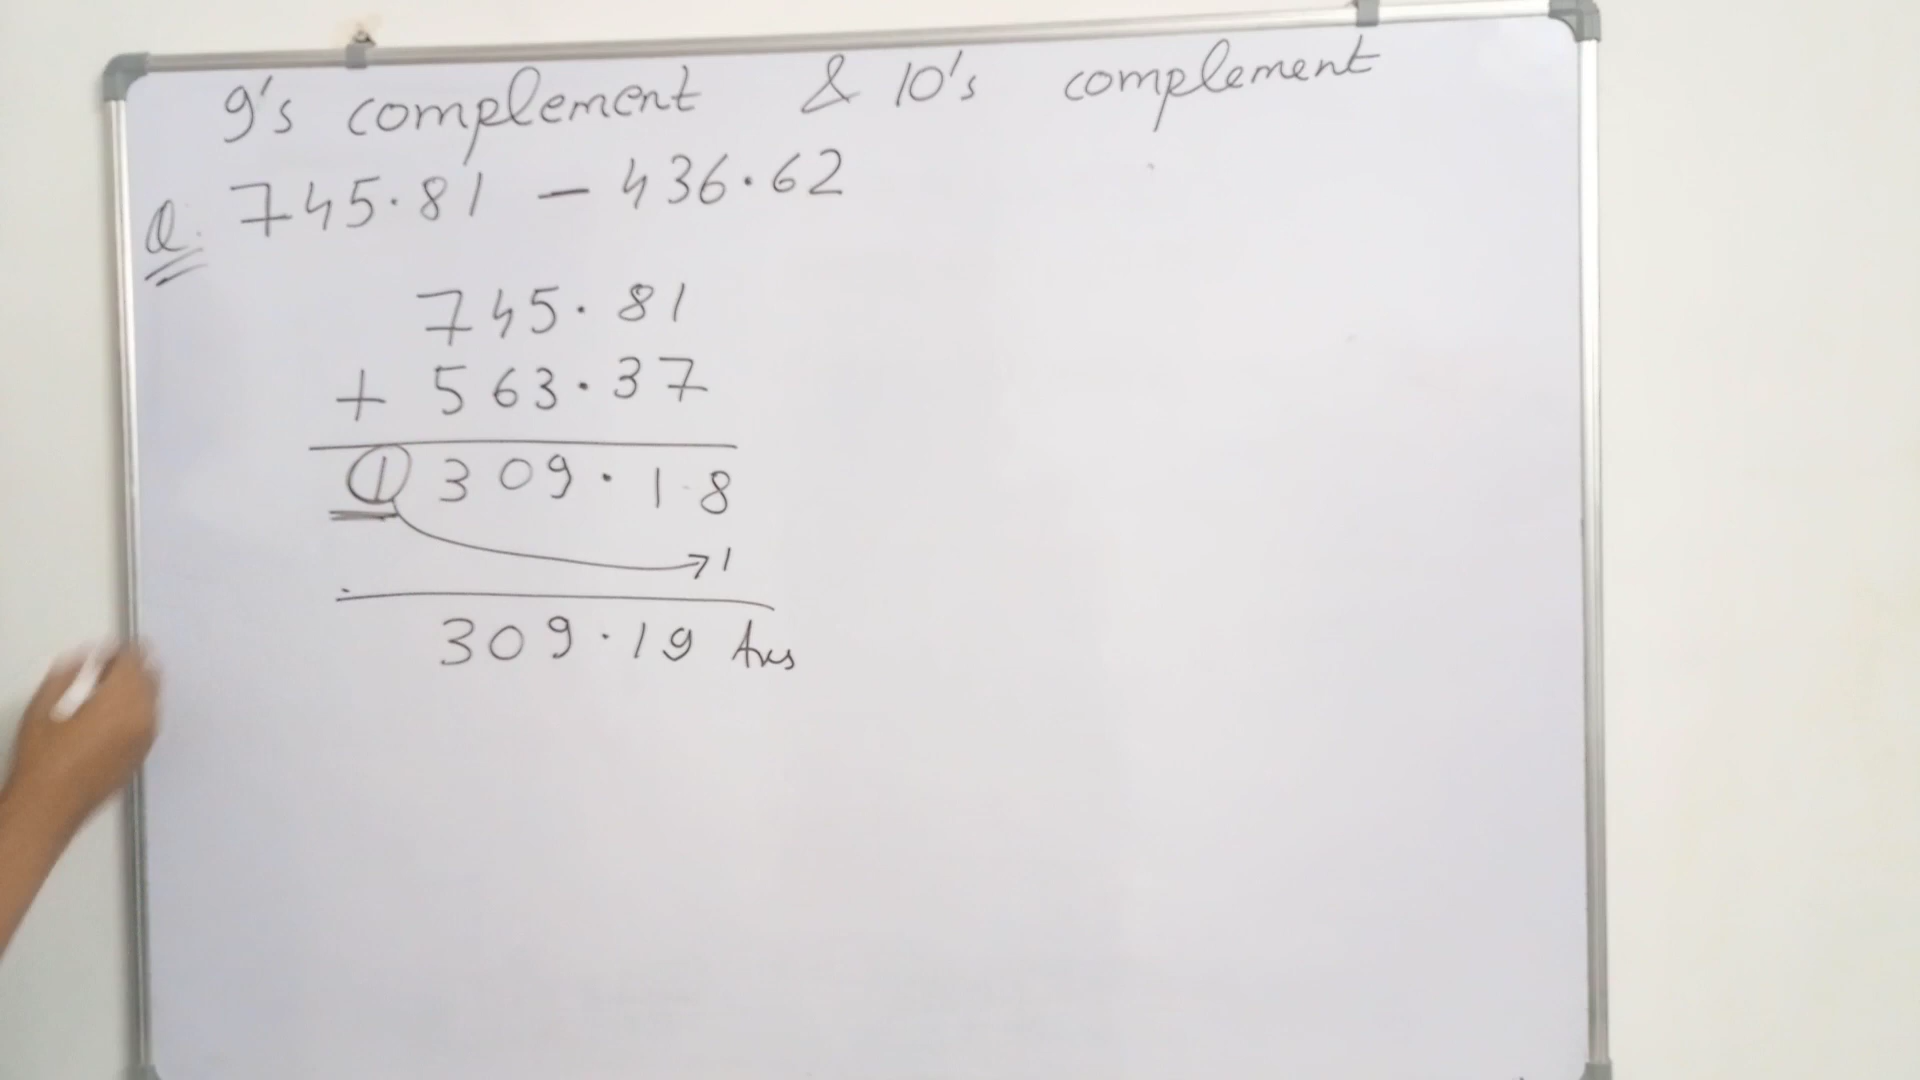 9's complement & 10's complement
Q. 745.81 - 436.62
745.81
+ 563.37
1 309.18
1
309.19 Ans